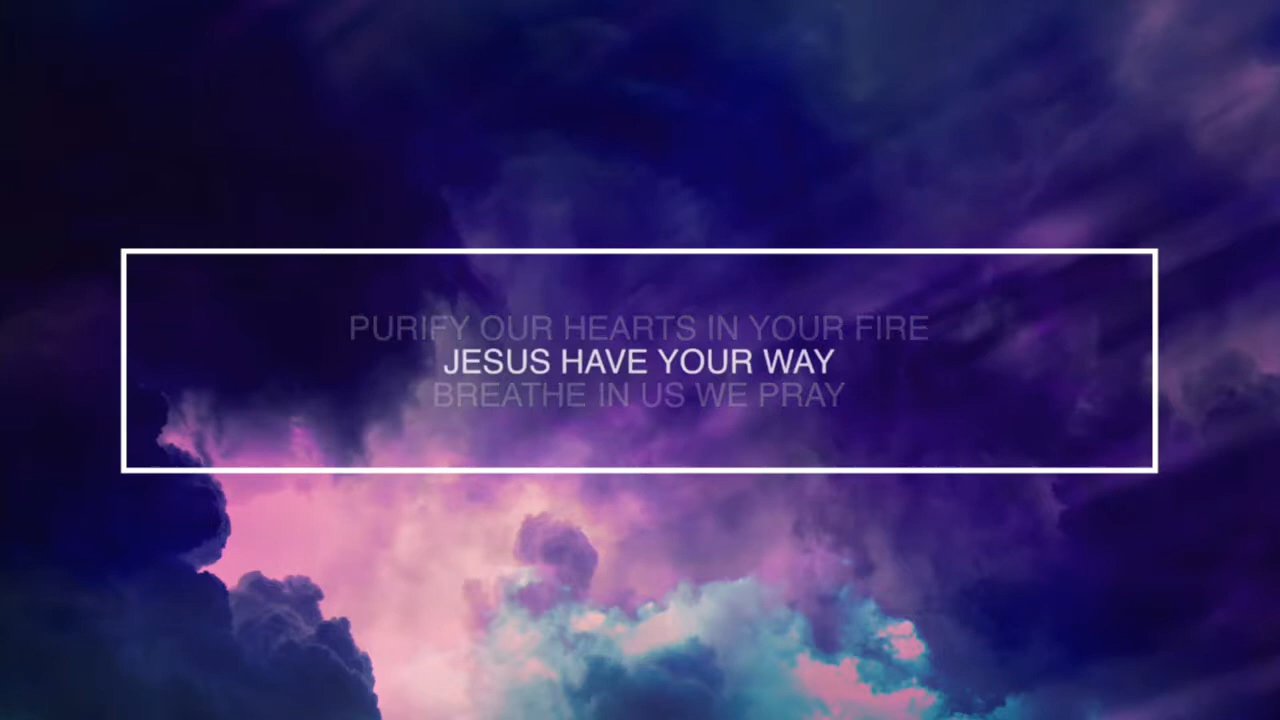 PURIFY OUR HEARTS IN YOUR FIRE
JESUS HAVE YOUR WAY
BREATHE IN US WE PRAY